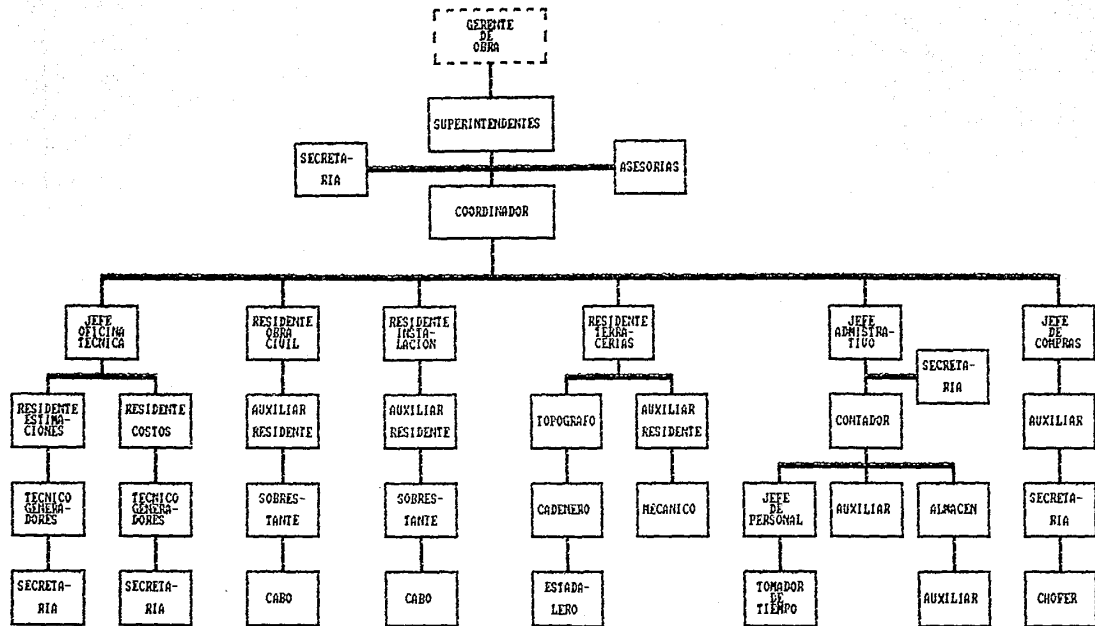 GERENTE
DE
OBRA
SUPERINTENDENTES
SECRETA-
RIA
ASESORIAS
COORDINADOR
JEFE
OFICINA
TECNICA
RESIDENTE
OBRA
CIVIL
RESIDENTE
INSTA-
LACION
RESIDENTE
TERRA-
CERIAS
JEFE
ADMISTRA-
TIVO
JEFE
DE
COMPRAS
SECRETA-
RIA
RESIDENTE
ESTIMA-
CIONES
RESIDENTE
COSTOS
AUXILIAR
RESIDENTE
AUXILIAR
RESIDENTE
TOPOGRAFO
AUXILIAR
RESIDENTE
CONTADOR
AUXILIAR
TECNICO
GENERA-
DORES
TECNICO
GENERA-
DORES
SOBRES-
TANTE
SOBRES-
TANTE
CADENERO
MECANICO
JEFE
DE
PERSONAL
AUXILIAR
ALMACEN
SECRETA-
RIA
SECRETA-
RIA
SECRETA-
RIA
CABO
CABO
ESTADA-
LERO
TOMADOR
DE
TIEMPO
AUXILIAR
CHOFER